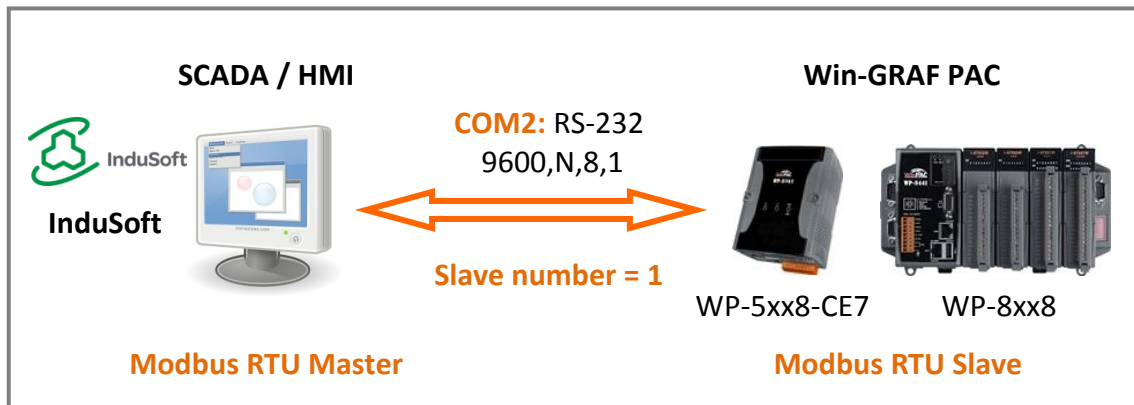 SCADA / HMI
Win-GRAF PAC
InduSoft
InduSoft
COM2: RS-232
9600,N,8,1
Slave number = 1
WP-5xx8-CE7
WP-8xx8
Modbus RTU Master
Modbus RTU Slave